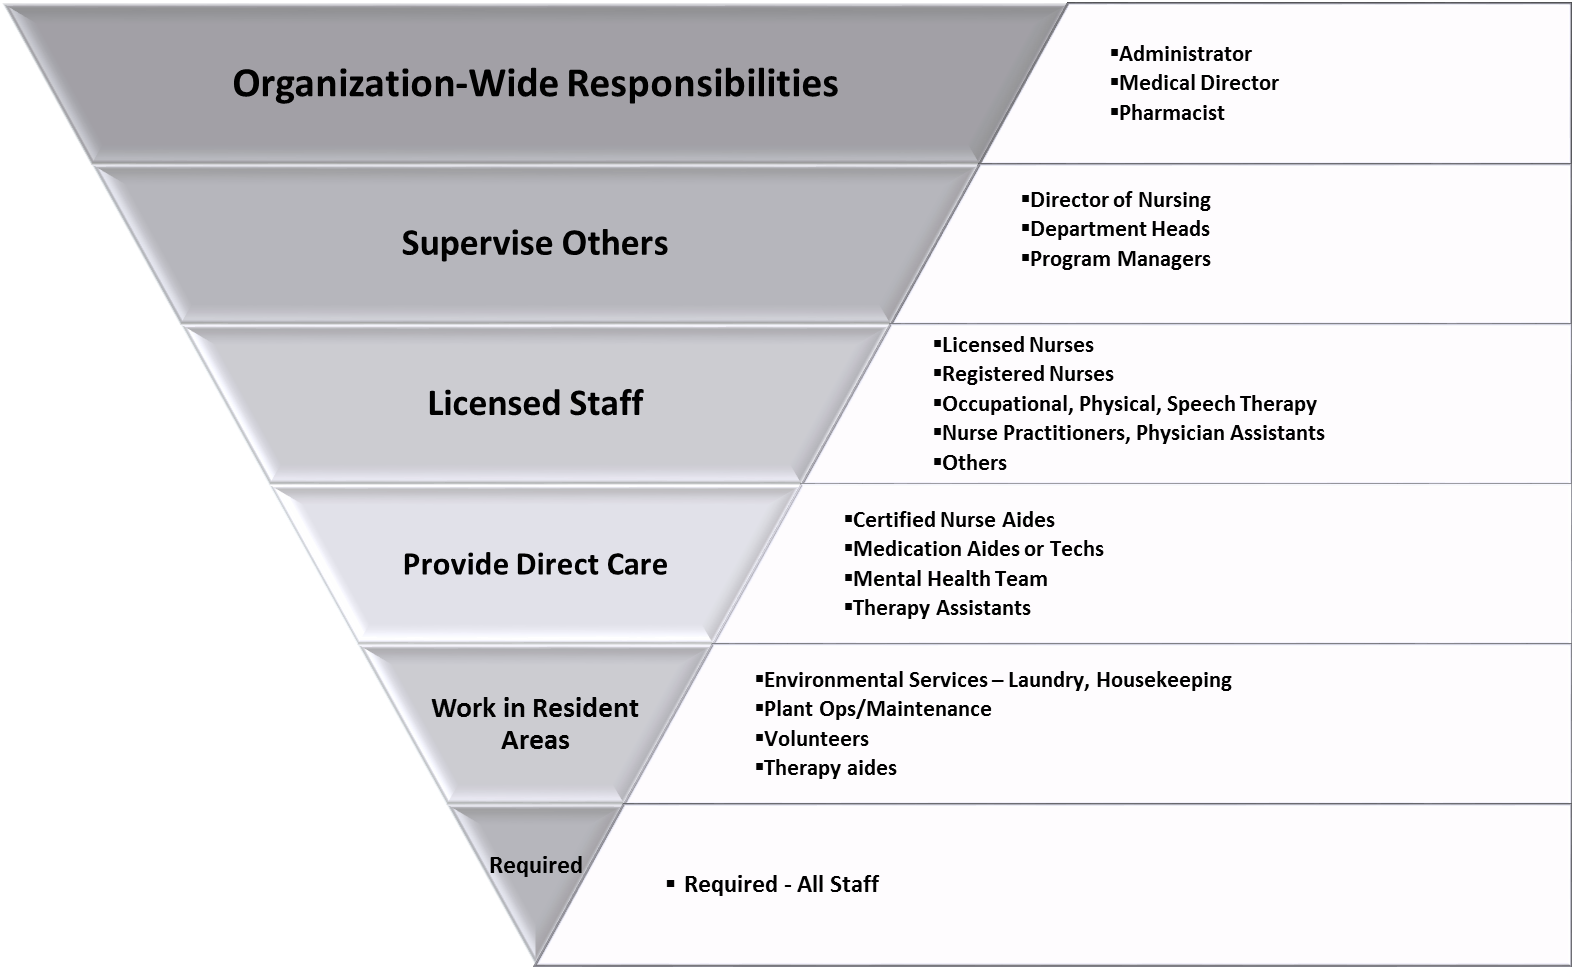 Organization-Wide Responsibilities
▪Administrator
▪Medical Director
▪Pharmacist
Supervise Others
▪Director of Nursing
▪Department Heads
▪Program Managers
Licensed Staff
▪Licensed Nurses
▪Registered Nurses
▪Occupational, Physical, Speech Therapy
▪Nurse Practitioners, Physician Assistants
▪Others
Provide Direct Care
▪Certified Nurse Aides
▪Medication Aides or Techs
▪Mental Health Team
▪Therapy Assistants
Work in Resident
Areas
▪Environmental Services – Laundry, Housekeeping
▪Plant Ops/Maintenance
▪Volunteers
▪Therapy aides
Required
▪ Required - All Staff